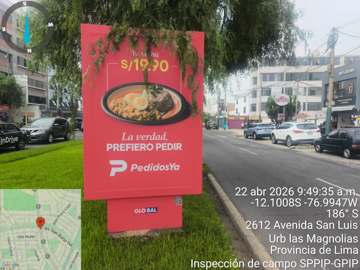 S/19.90
La verdad,
PREFIERO PEDIR
PedidosYa
GLOBAL
inDrive
22 abr 2026 9:49:35 a.m.
-12.1008S -76.9947W
186° S
2612 Avenida San Luis
Urb las Magnolias
Provincia de Lima
Inspección de campo SPPIP-GPIP